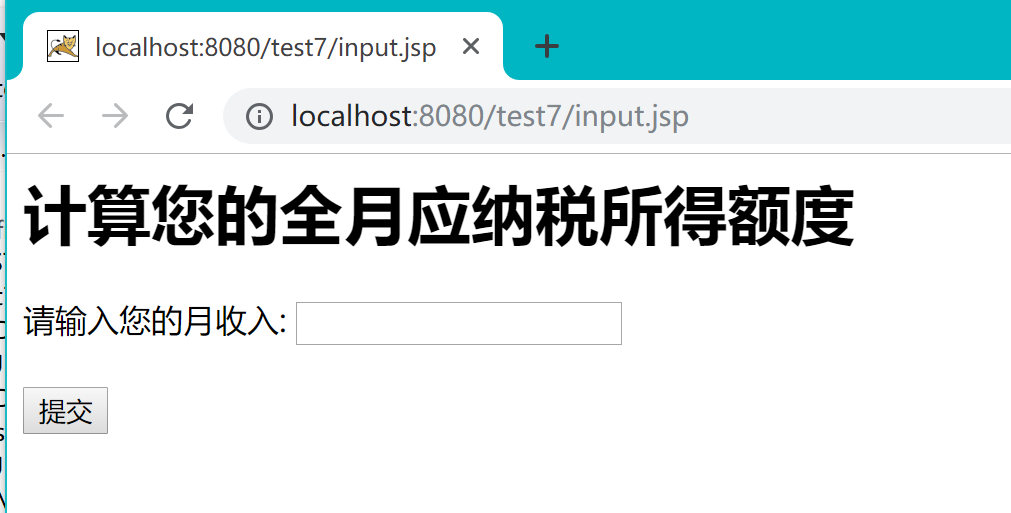 localhost:8080/test7/input.jsp
localhost:8080/test7/input.jsp
计算您的全月应纳税所得额度
请输入您的月收入:
提交